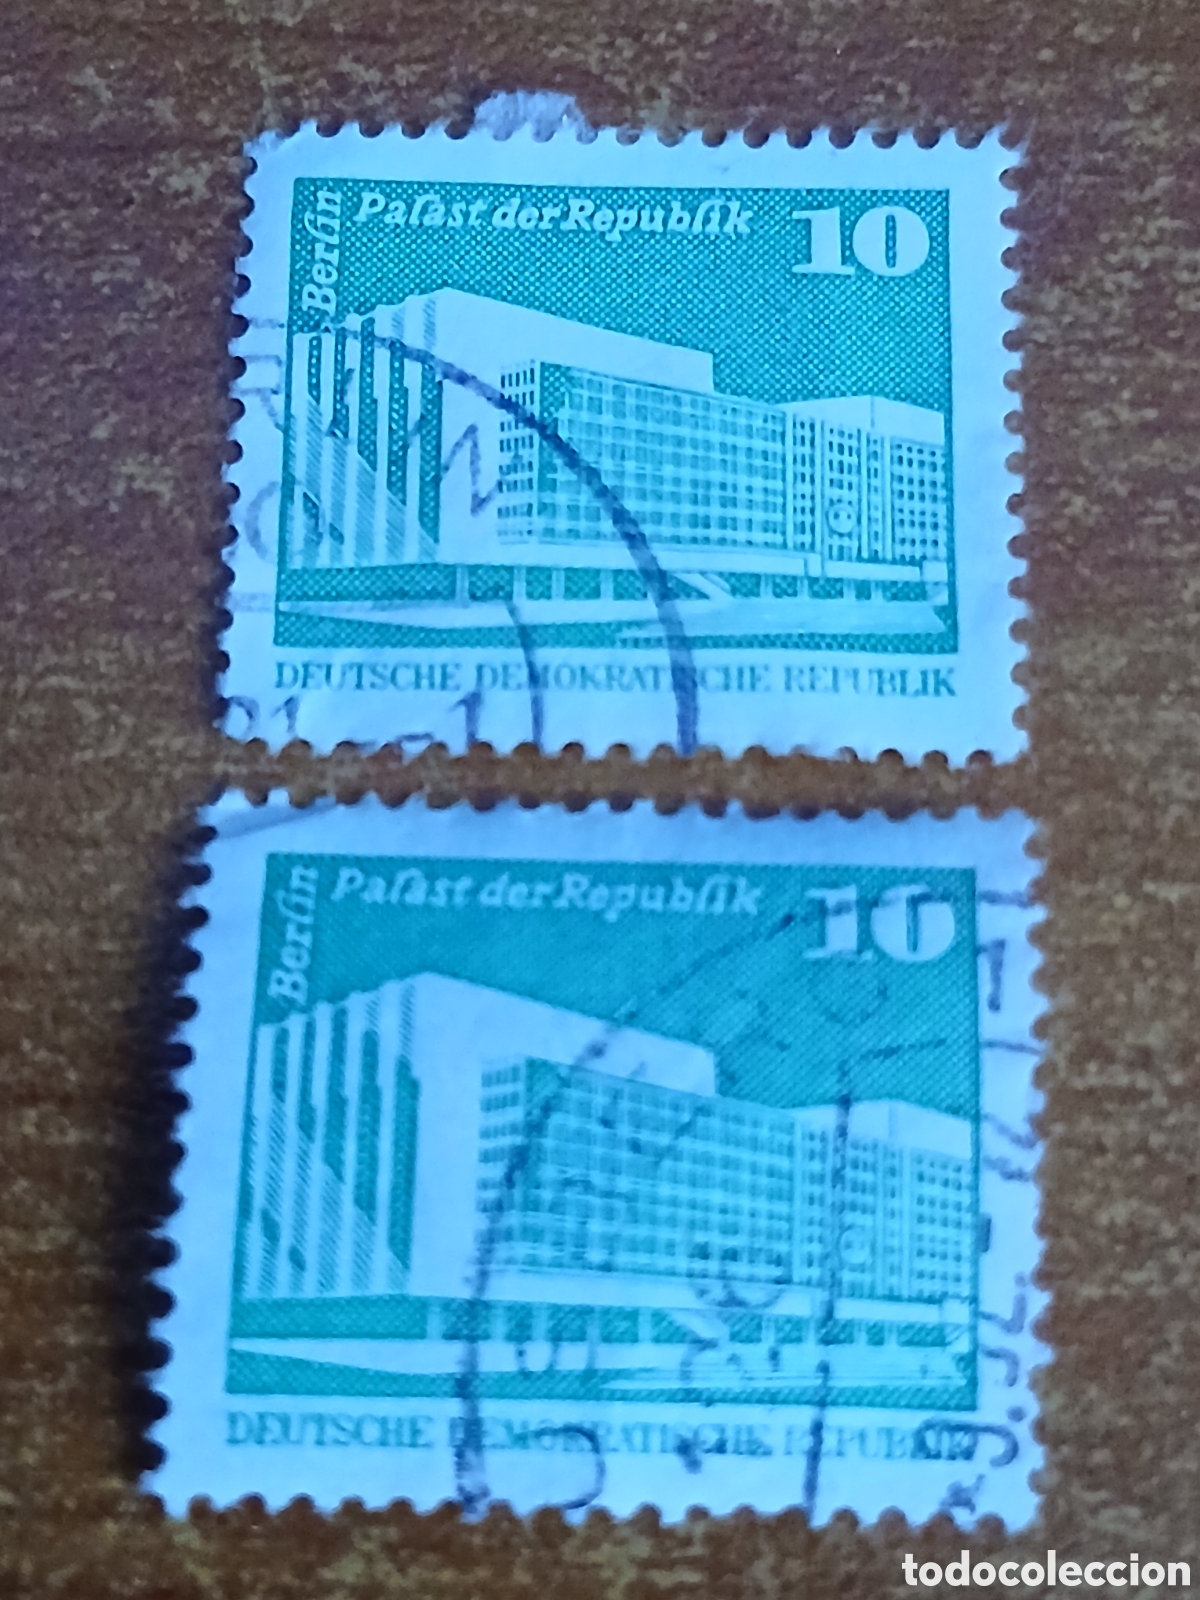 Berlin
Palast der Republik
10
DEUTSCHE DEMOKRATISCHE REPUBLIK
Berlin
Palast der Republik
10
DEUTSCHE DEMOKRATISCHE REPUBLIK
todocoleccion